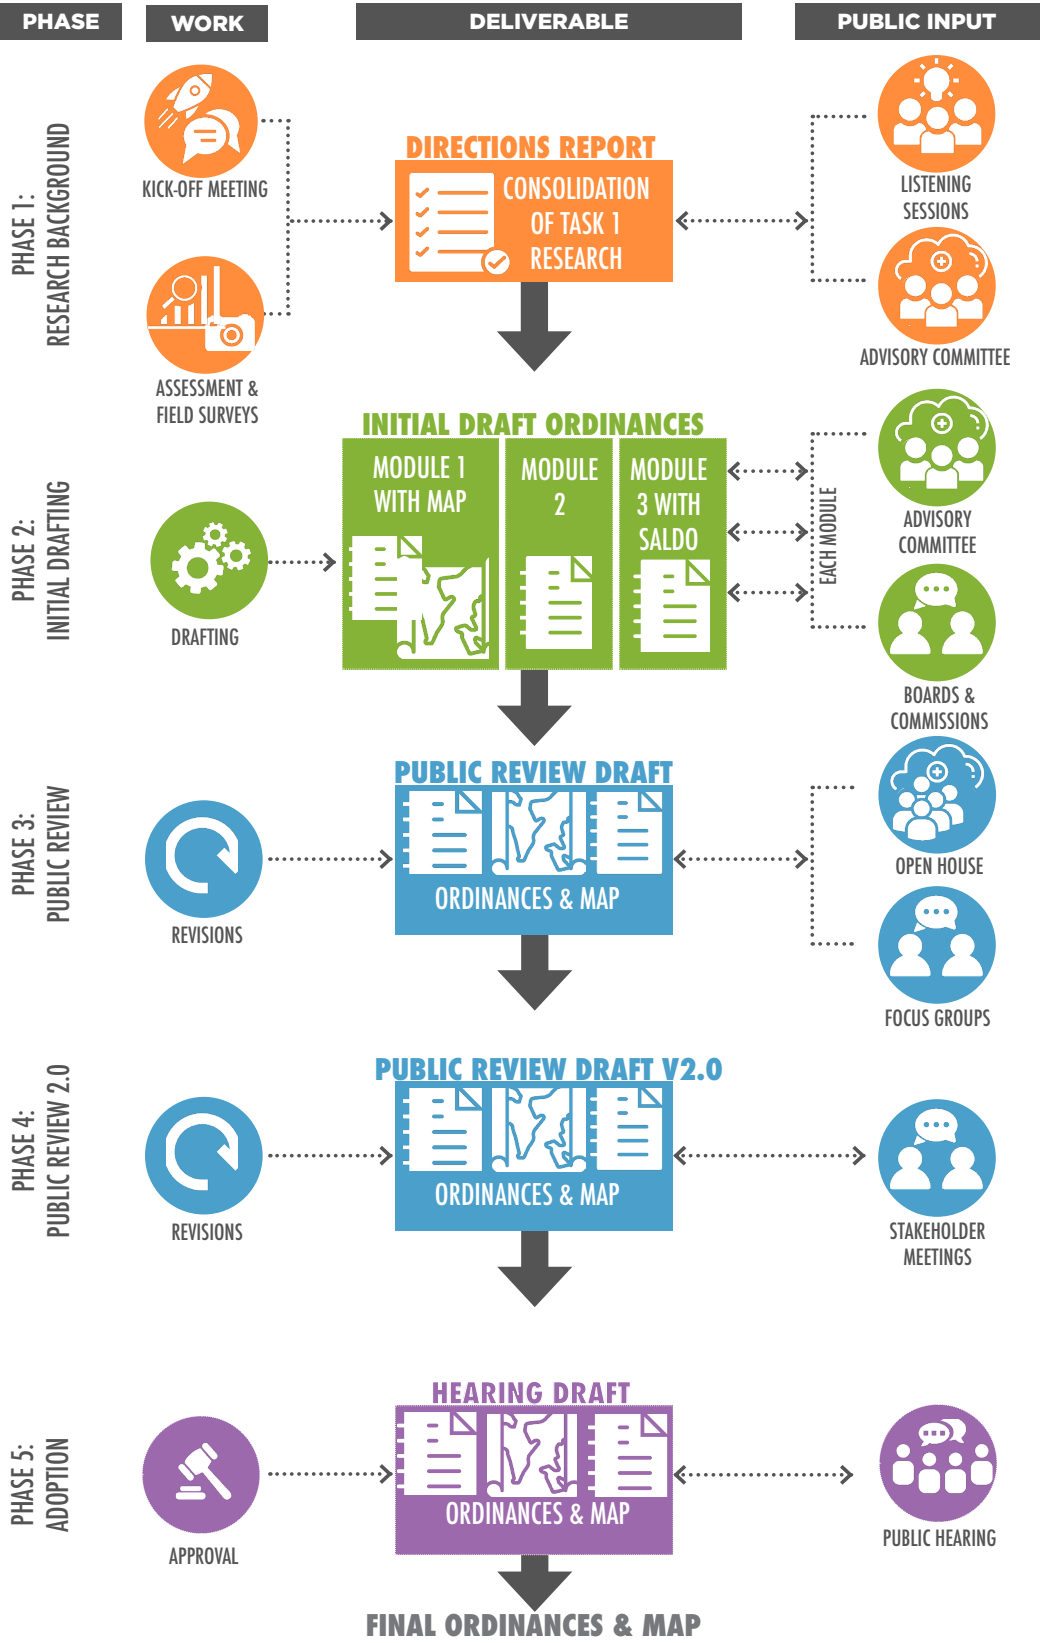 PHASE
WORK
DELIVERABLE
PUBLIC INPUT
PHASE 1:
RESEARCH BACKGROUND
KICK-OFF MEETING
ASSESSMENT &
FIELD SURVEYS
DIRECTIONS REPORT
CONSOLIDATION
OF TASK 1
RESEARCH
LISTENING
SESSIONS
ADVISORY COMMITTEE
PHASE 2:
INITIAL DRAFTING
DRAFTING
INITIAL DRAFT ORDINANCES
MODULE 1
WITH MAP
MODULE
2
MODULE
3 WITH
SALDO
EACH MODULE
ADVISORY
COMMITTEE
BOARDS &
COMMISSIONS
PHASE 3:
PUBLIC REVIEW
REVISIONS
PUBLIC REVIEW DRAFT
ORDINANCES & MAP
OPEN HOUSE
FOCUS GROUPS
PHASE 4:
PUBLIC REVIEW 2.0
REVISIONS
PUBLIC REVIEW DRAFT V2.0
ORDINANCES & MAP
STAKEHOLDER
MEETINGS
PHASE 5:
ADOPTION
APPROVAL
HEARING DRAFT
ORDINANCES & MAP
PUBLIC HEARING
FINAL ORDINANCES & MAP